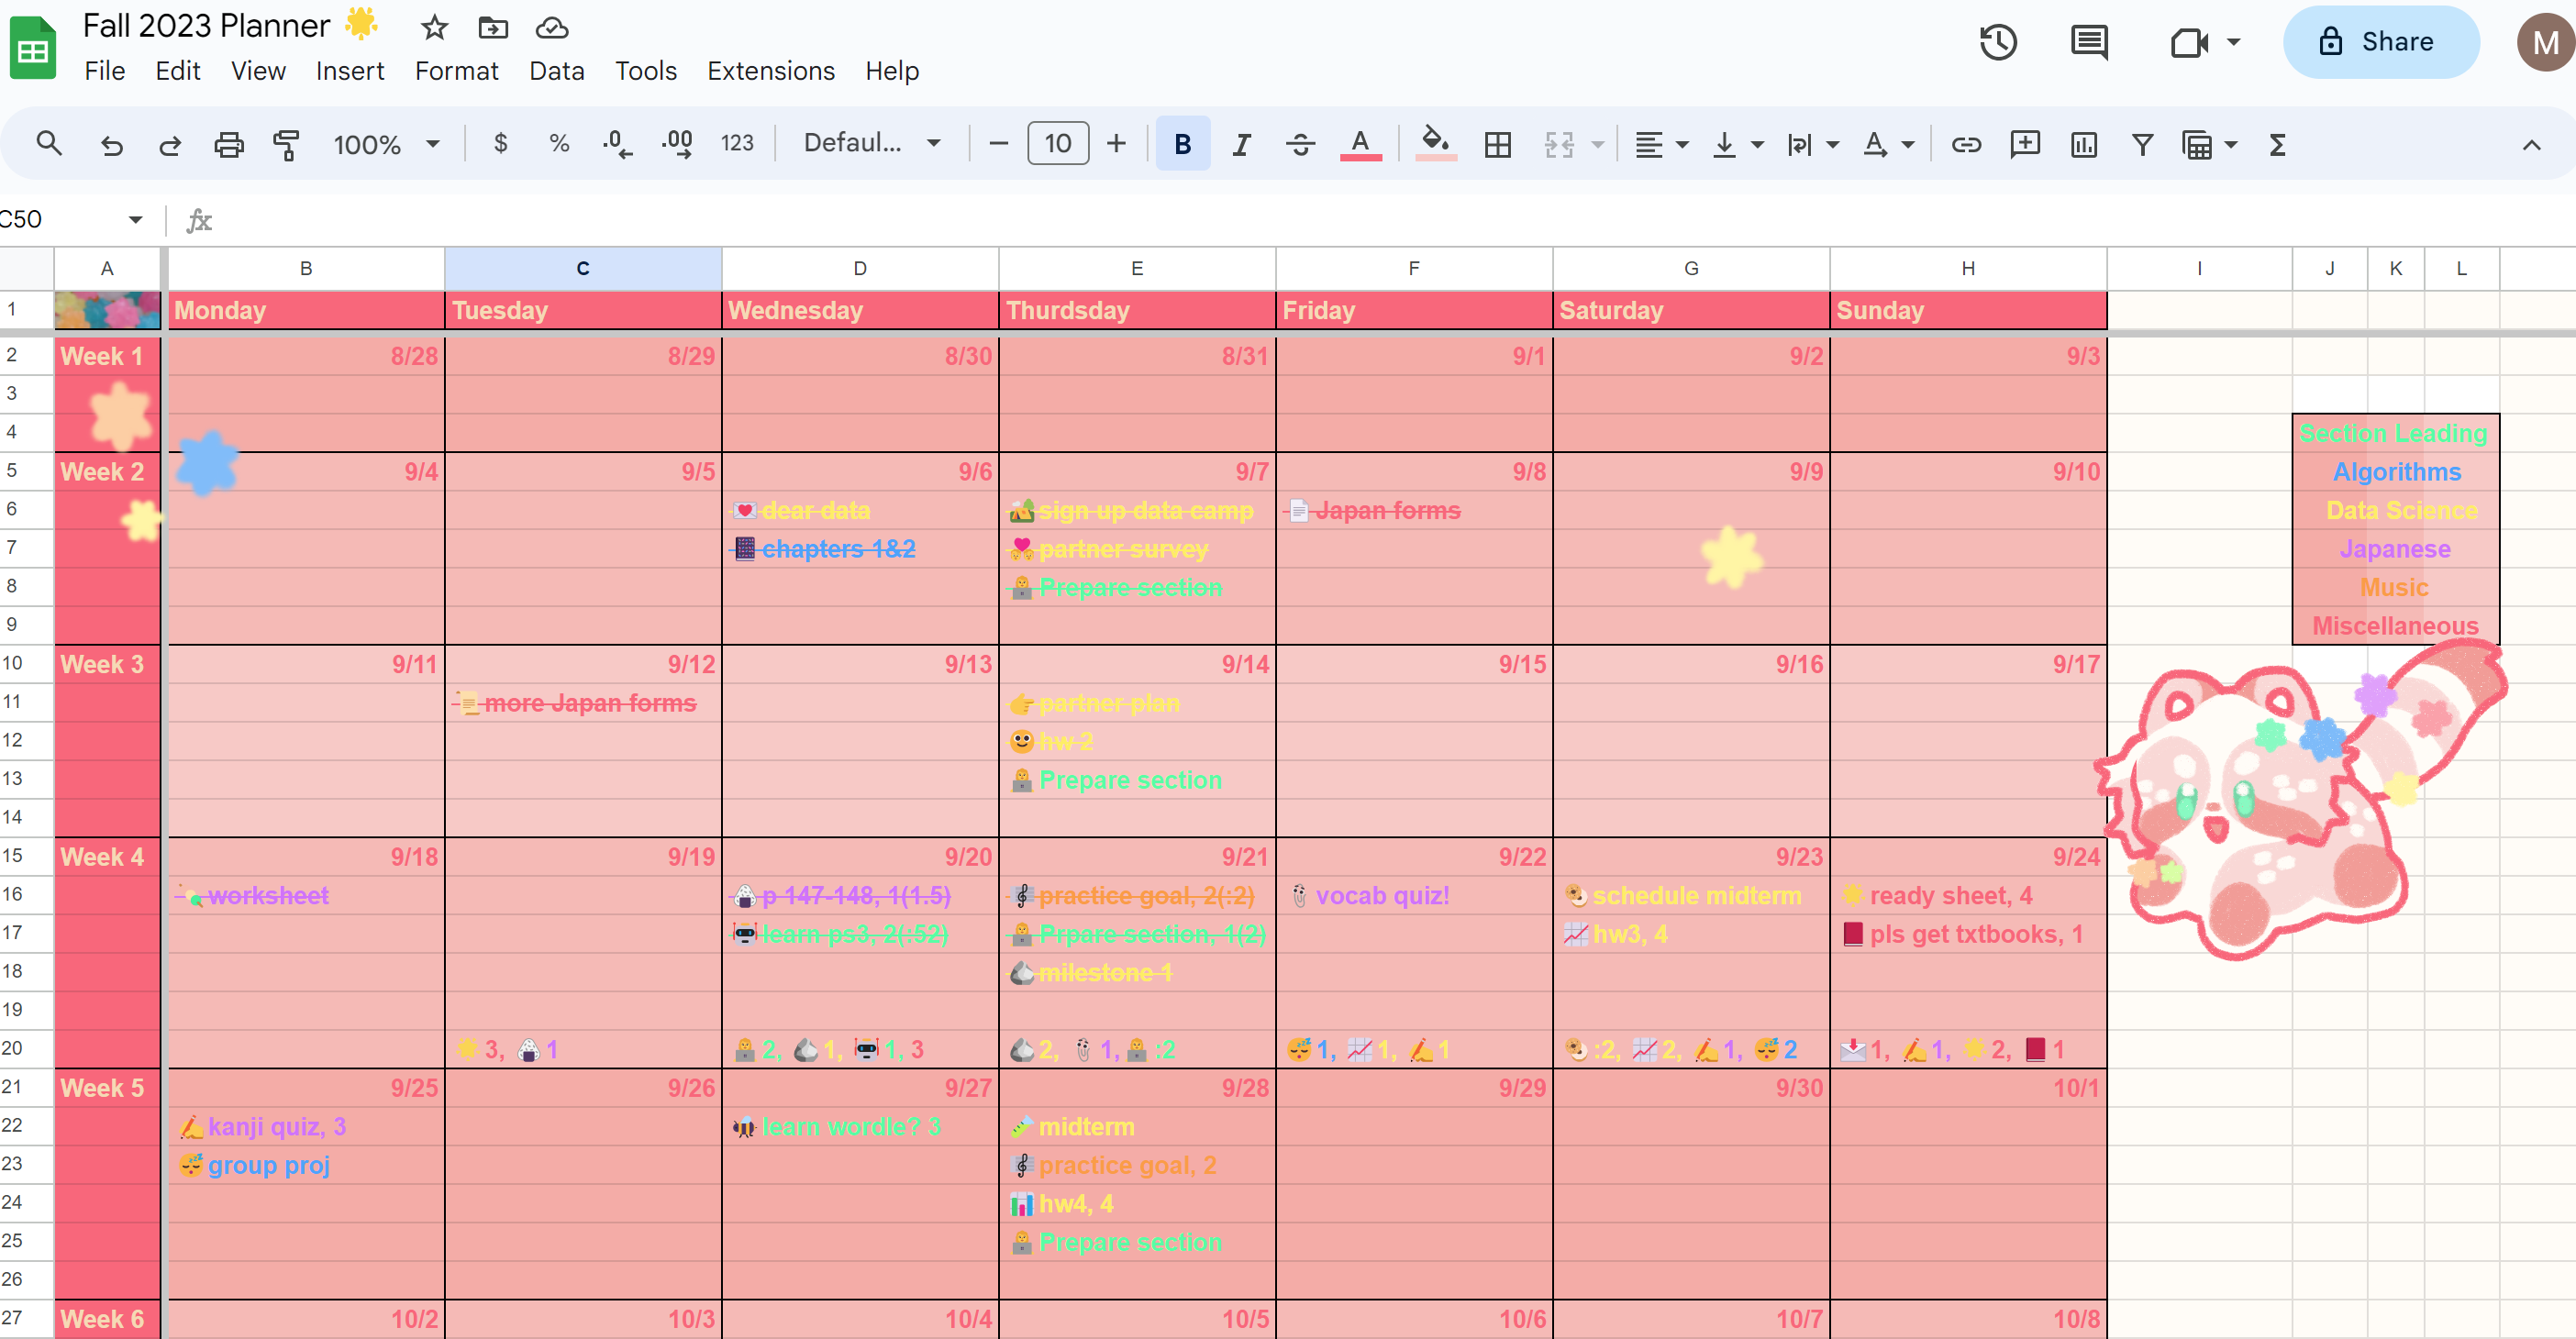 Fall 2023 Planner 🌟
File Edit View Insert Format Data Tools Extensions Help
Share
M
100% $ % .0 .00 123 Defaul... 10 B I A
C50 fx
A B C D E F G H I J K L
1 Monday Tuesday Wednesday Thurdsday Friday Saturday Sunday
2 Week 1 8/28 8/29 8/30 8/31 9/1 9/2 9/3
3
4 Section Leading
5 Week 2 9/4 9/5 9/6 9/7 9/8 9/9 9/10 Algorithms
6 💌 dear data 🏕️ sign up data camp 📄 Japan forms Data Science
7 chapters 1&2 partner survey Japanese
8 Prepare section Music
9 Miscellaneous
10 Week 3 9/11 9/12 9/13 9/14 9/15 9/16 9/17
11 📜 more Japan forms 👉 partner plan
12 hw 2
13 Prepare section
14
15 Week 4 9/18 9/19 9/20 9/21 9/22 9/23 9/24
16 🍡 worksheet 🍙 p 147-148, 1(1.5) 🎼 practice goal, 2(:2) vocab quiz! schedule midterm 🌟 ready sheet, 4
17 🤖 learn ps3, 2(:52) Prpare section, 1(2) 📈 hw3, 4 📕 pls get txtbooks, 1
18 🪨 milestone 1
19
20 🌟 3, 🍙 1 2, 🪨 1, 🤖 1, 3 🪨 2, 1, :2 😴 1, 📈 1, ✍️ 1 :2, 📈 2, ✍️ 1, 😴 2 📩 1, ✍️ 1, 🌟 2, 📕 1
21 Week 5 9/25 9/26 9/27 9/28 9/29 9/30 10/1
22 ✍️ kanji quiz, 3 🐝 learn wordle? 3 🧪 midterm
23 😴 group proj 🎼 practice goal, 2
24 📊 hw4, 4
25 Prepare section
26
27 Week 6 10/2 10/3 10/4 10/5 10/6 10/7 10/8